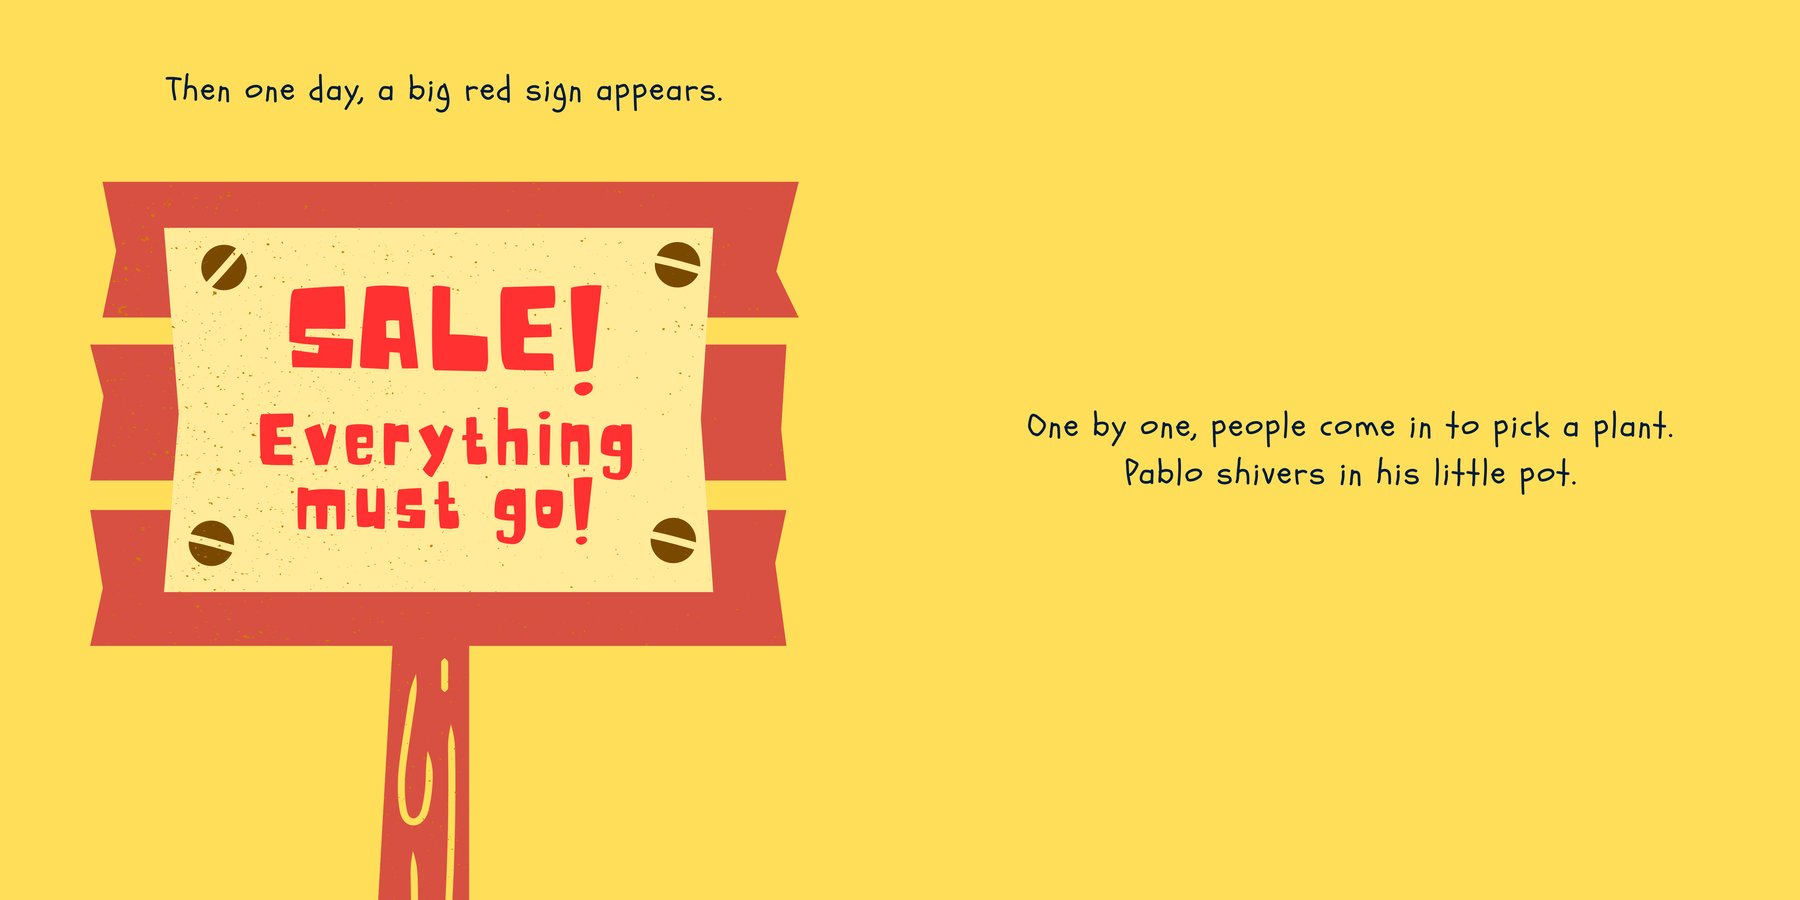 Then one day, a big red sign appears.
SALE!
Everything
must go!
One by one, people come in to pick a plant.
Pablo shivers in his little pot.